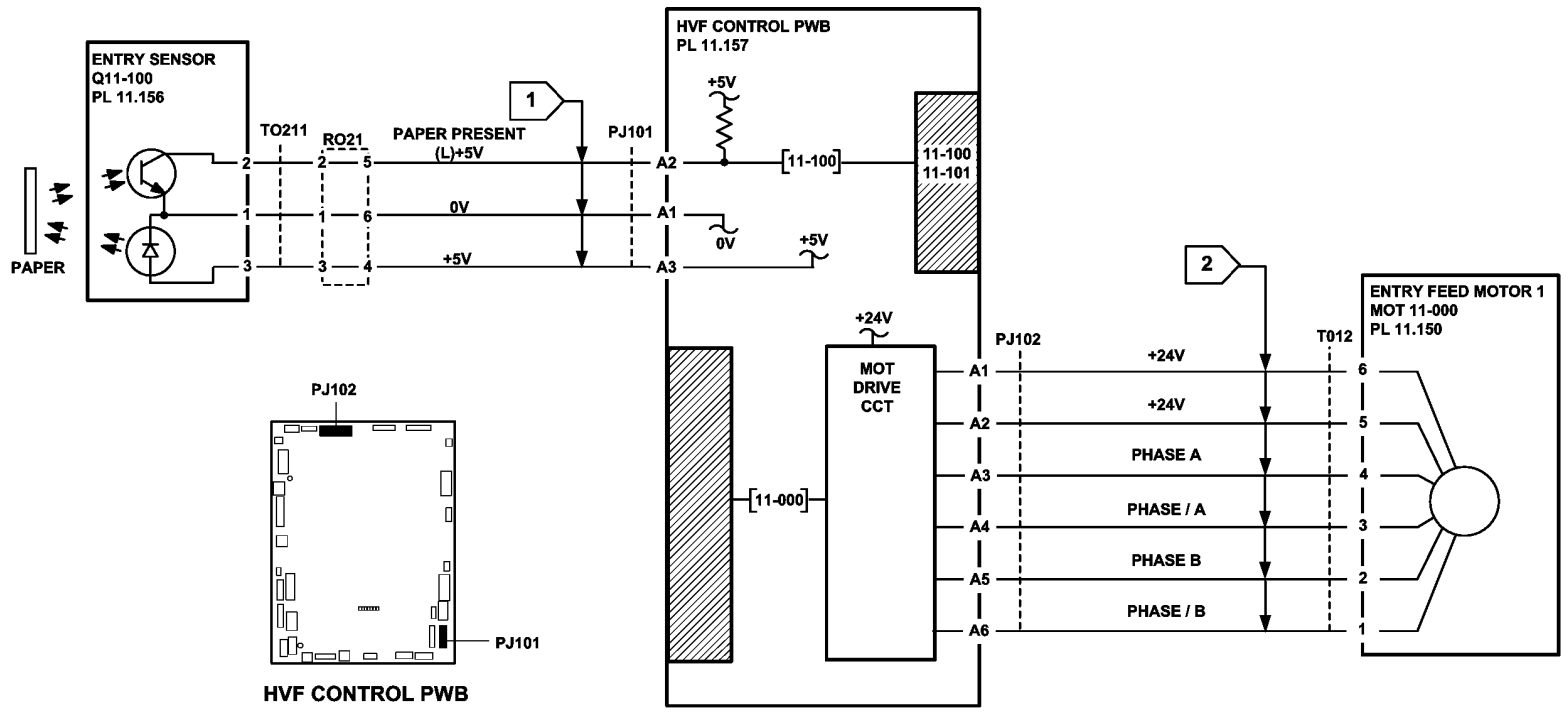 ENTRY SENSOR
Q11-100
PL 11.156
PAPER
2
1
3
TO211
RO21
2 5
1 6
3 4
PAPER PRESENT
(L)+5V
0V
+5V
1
PJ101
HVF CONTROL PWB
PL 11.157
+5V
A2
[11-100]
11-100
11-101
A1
0V
+5V
A3
+24V
MOT
DRIVE
CCT
[11-000]
A1
A2
A3
A4
A5
A6
PJ102
+24V
+24V
PHASE A
PHASE / A
PHASE B
PHASE / B
2
T012
6
5
4
3
2
1
ENTRY FEED MOTOR 1
MOT 11-000
PL 11.150
PJ102
PJ101
HVF CONTROL PWB